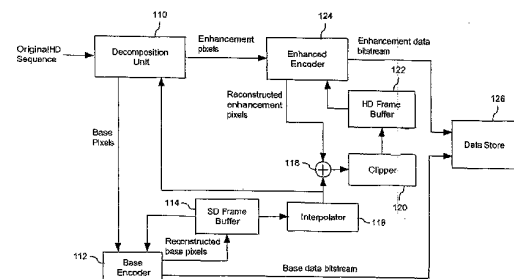 110
124
Original HD
Sequence
Decomposition
Unit
Enhancement
pixels
Enhanced
Encoder
Enhancement data
bitstream
122
HD Frame
Buffer
126
Data Store
Reconstructed
enhancement
pixels
Base
Pixels
116
Clipper
120
114
SD Frame
Buffer
Interpolator
118
112
Base
Encoder
Reconstructed
base pixels
Base data bitstream